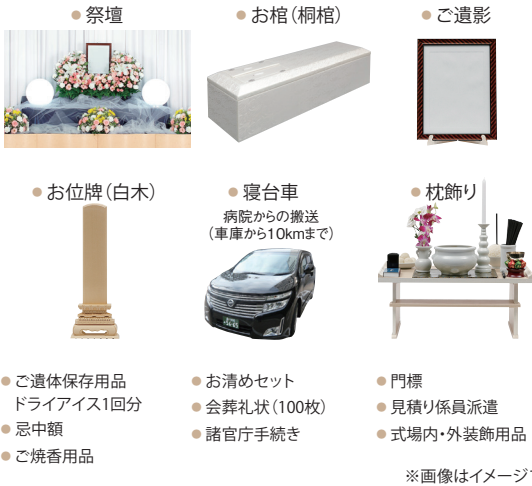 祭壇
お棺(桐棺)
ご遺影
お位牌(白木)
寝台車
病院からの搬送
(車庫から10kmまで)
枕飾り
ご遺体保存用品
ドライアイス1回分
忌中額
ご焼香用品
お清めセット
会葬礼状(100枚)
諸官庁手続き
門標
見積り係員派遣
式場内・外装飾用品
※画像はイメージ